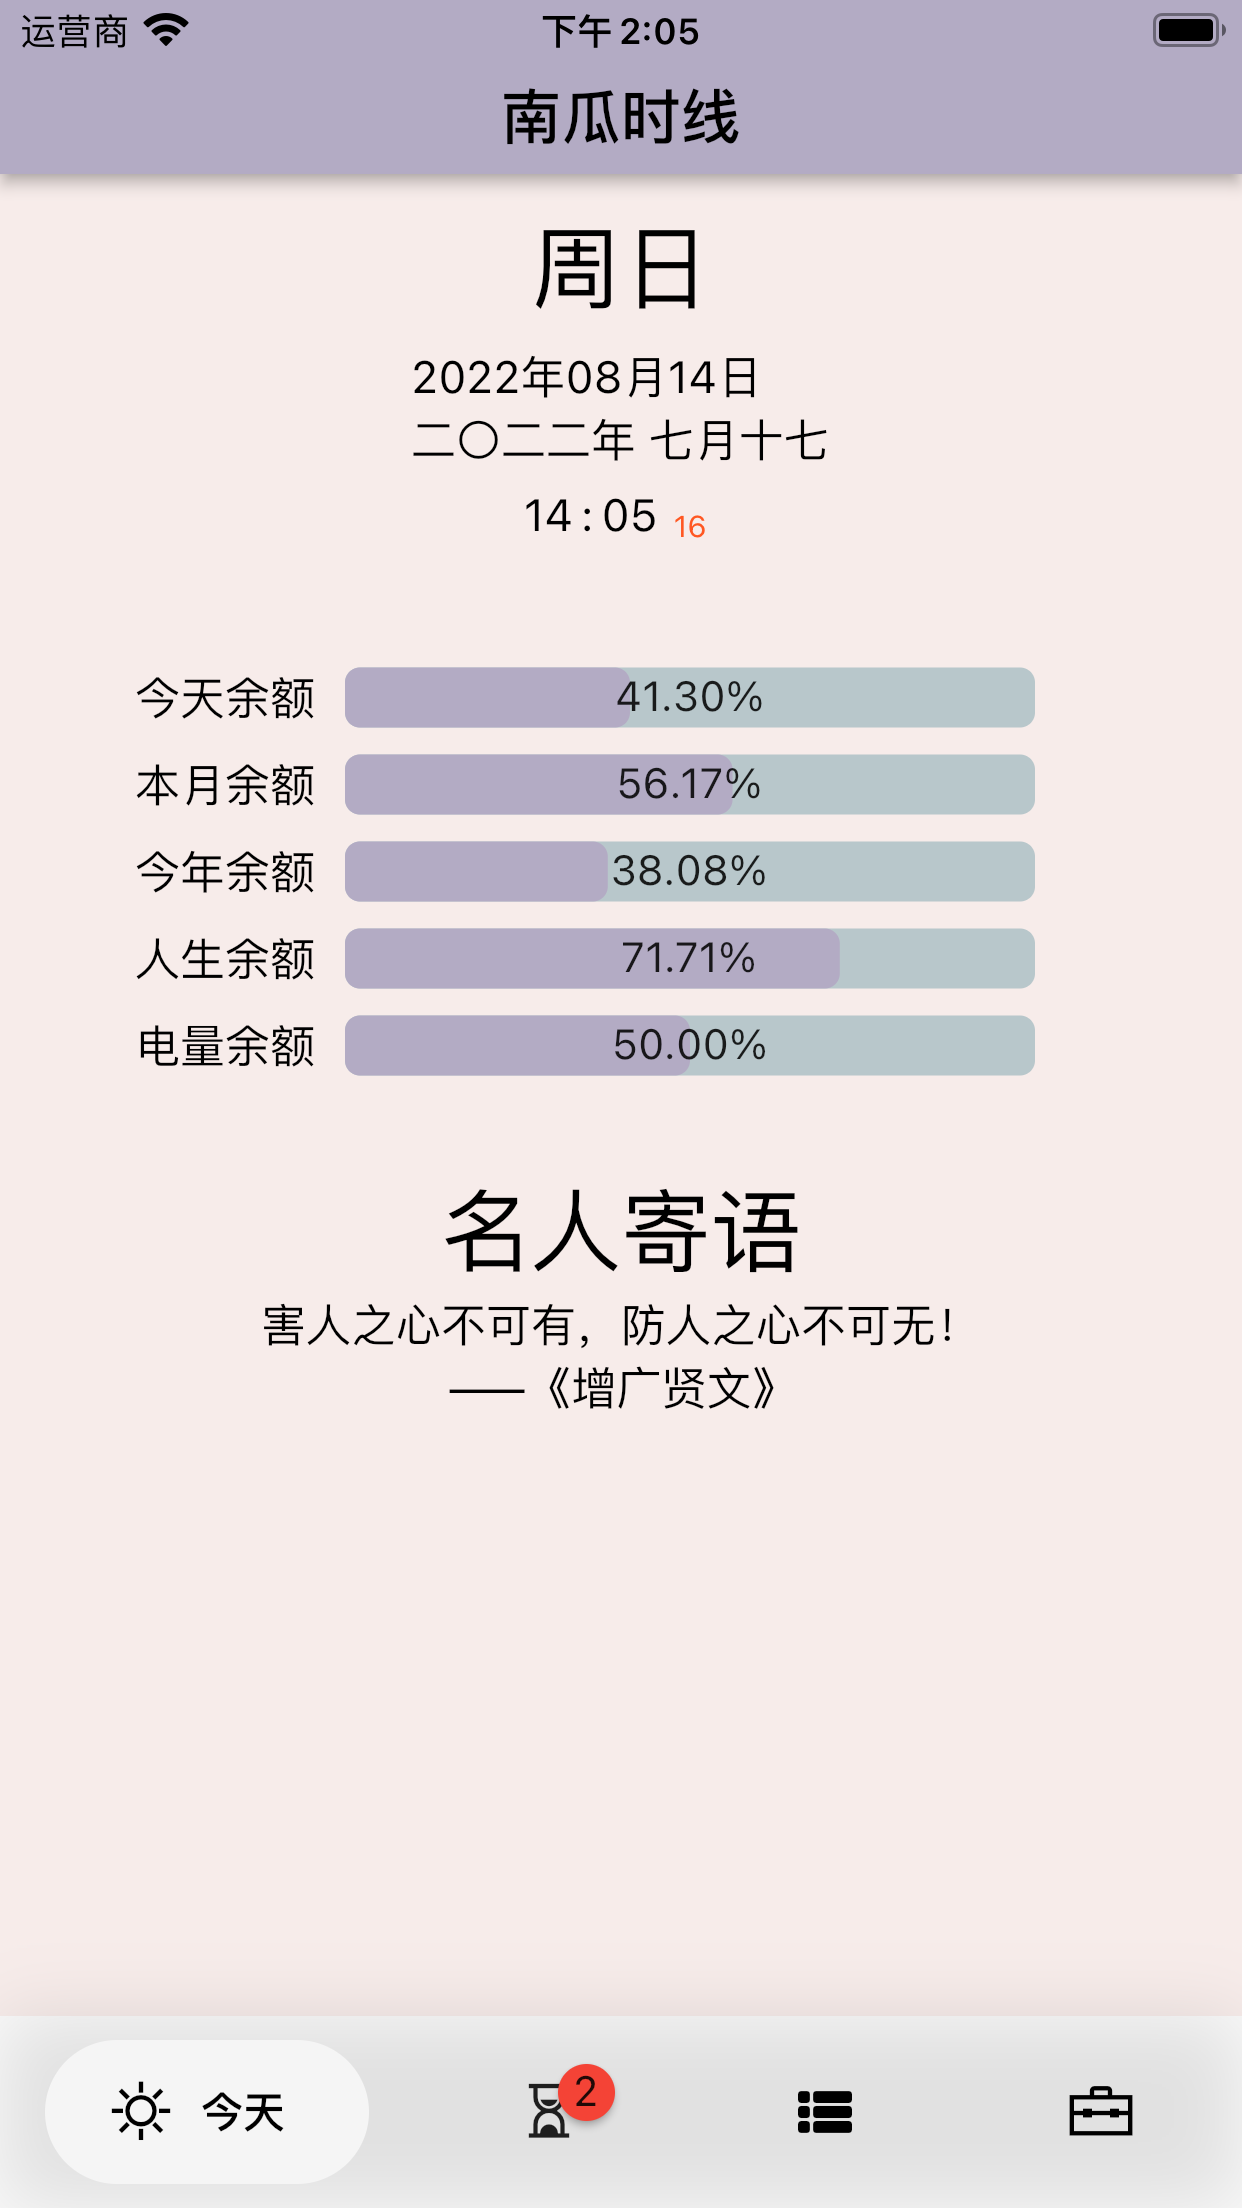 运营商
下午 2:05
南瓜时线
周日
2022年08月14日
二〇二二年 七月十七
14:05 16
今天余额 41.30%
本月余额 56.17%
今年余额 38.08%
人生余额 71.71%
电量余额 50.00%
名人寄语
害人之心不可有，防人之心不可无！
——《增广贤文》
今天
2